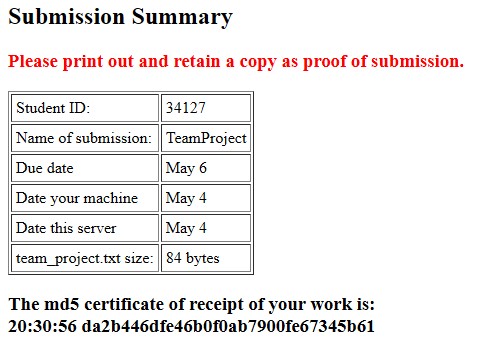 Submission Summary
Please print out and retain a copy as proof of submission.
Student ID: 34127
Name of submission: TeamProject
Due date May 6
Date your machine May 4
Date this server May 4
team_project.txt size: 84 bytes
The md5 certificate of receipt of your work is:
20:30:56 da2b446dfe46b0f0ab7900fe67345b61